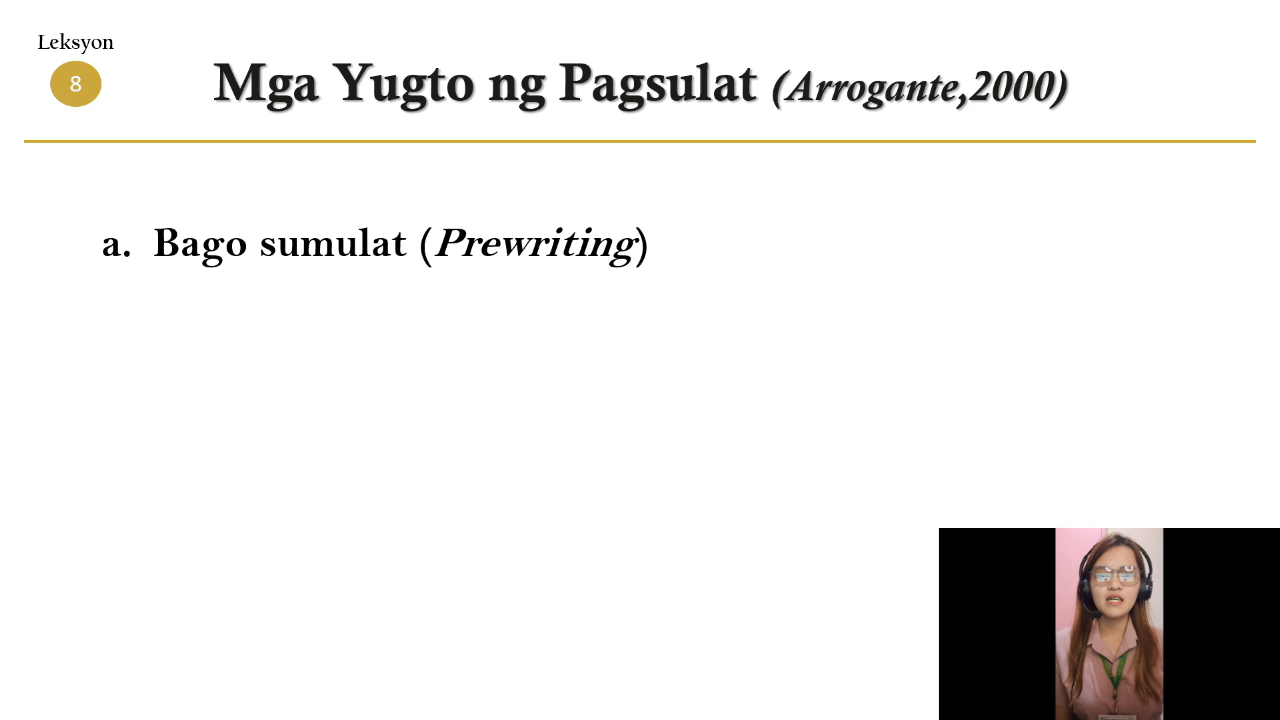 Leksyon
8
Mga Yugto ng Pagsulat (Arrogante,2000)
a. Bago sumulat (Prewriting)